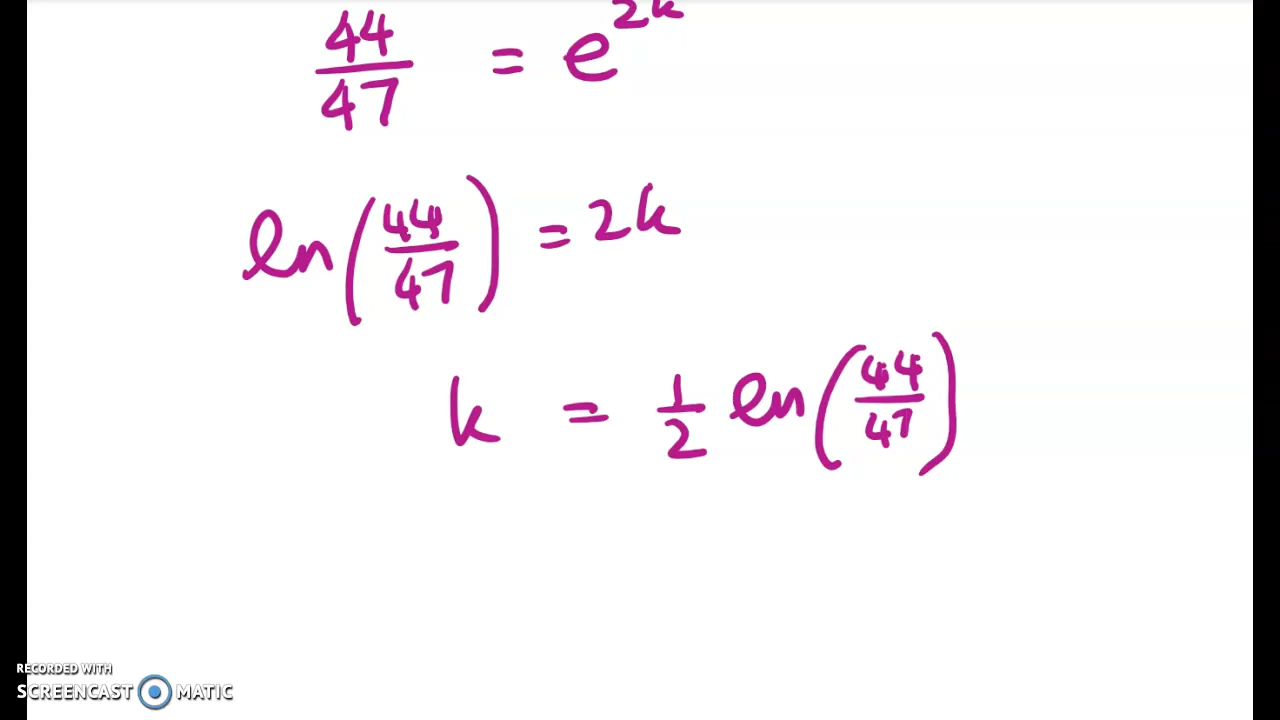 44/47 = e^{2k}
ln(44/47) = 2k
k = 1/2 ln(44/47)
RECORDED WITH
SCREENCAST MATIC